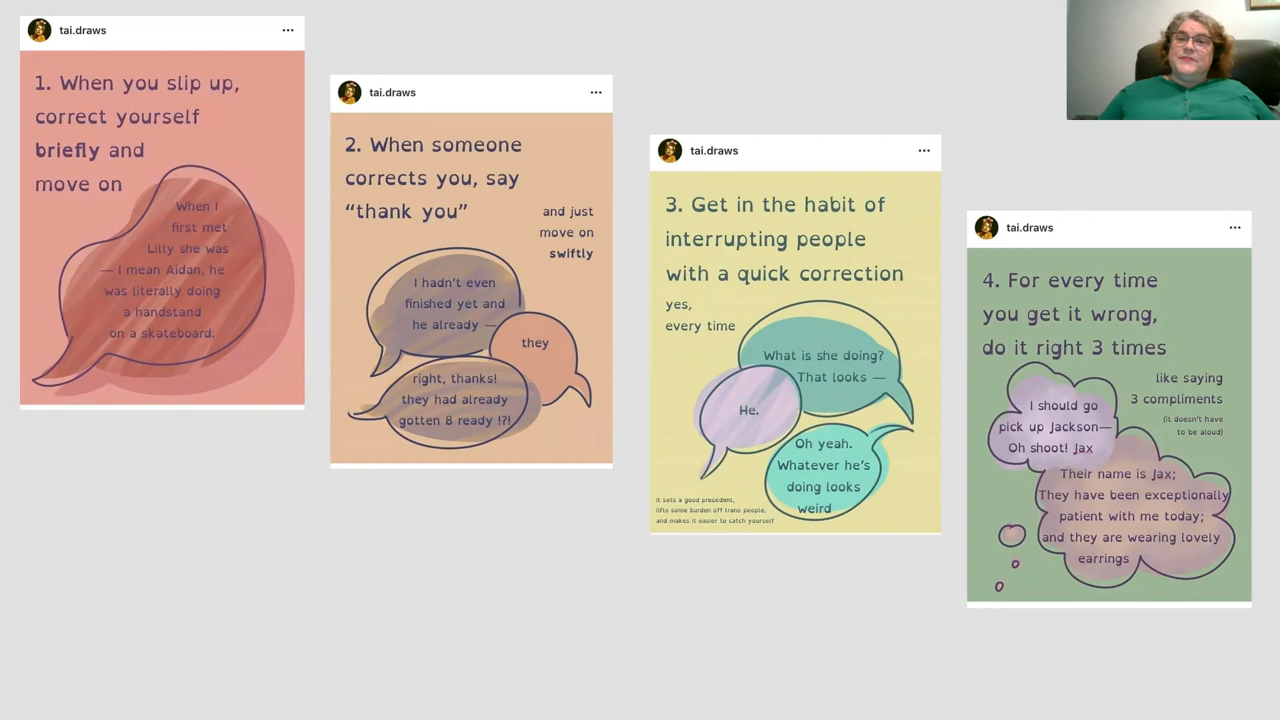 tai.draws
1. When you slip up,
correct yourself
briefly and
move on
When I
first met
Lilly she was
— I mean Aidan, he
was literally doing
a handstand
on a skateboard.
tai.draws
2. When someone
corrects you, say
“thank you”
and just
move on
swiftly
I hadn't even
finished yet and
he already —
they
right, thanks!
they had already
gotten 8 ready !?!
tai.draws
3. Get in the habit of
interrupting people
with a quick correction
yes,
every time
What is she doing?
That looks —
He.
Oh yeah.
Whatever he's
doing looks
weird
it sets a good precedent,
lifts some burden off trans people,
and makes it easier to catch yourself
tai.draws
4. For every time
you get it wrong,
do it right 3 times
like saying
3 compliments
(it doesn't have
to be aloud)
I should go
pick up Jackson—
Oh shoot! Jax
Their name is Jax;
They have been exceptionally
patient with me today;
and they are wearing lovely
earrings